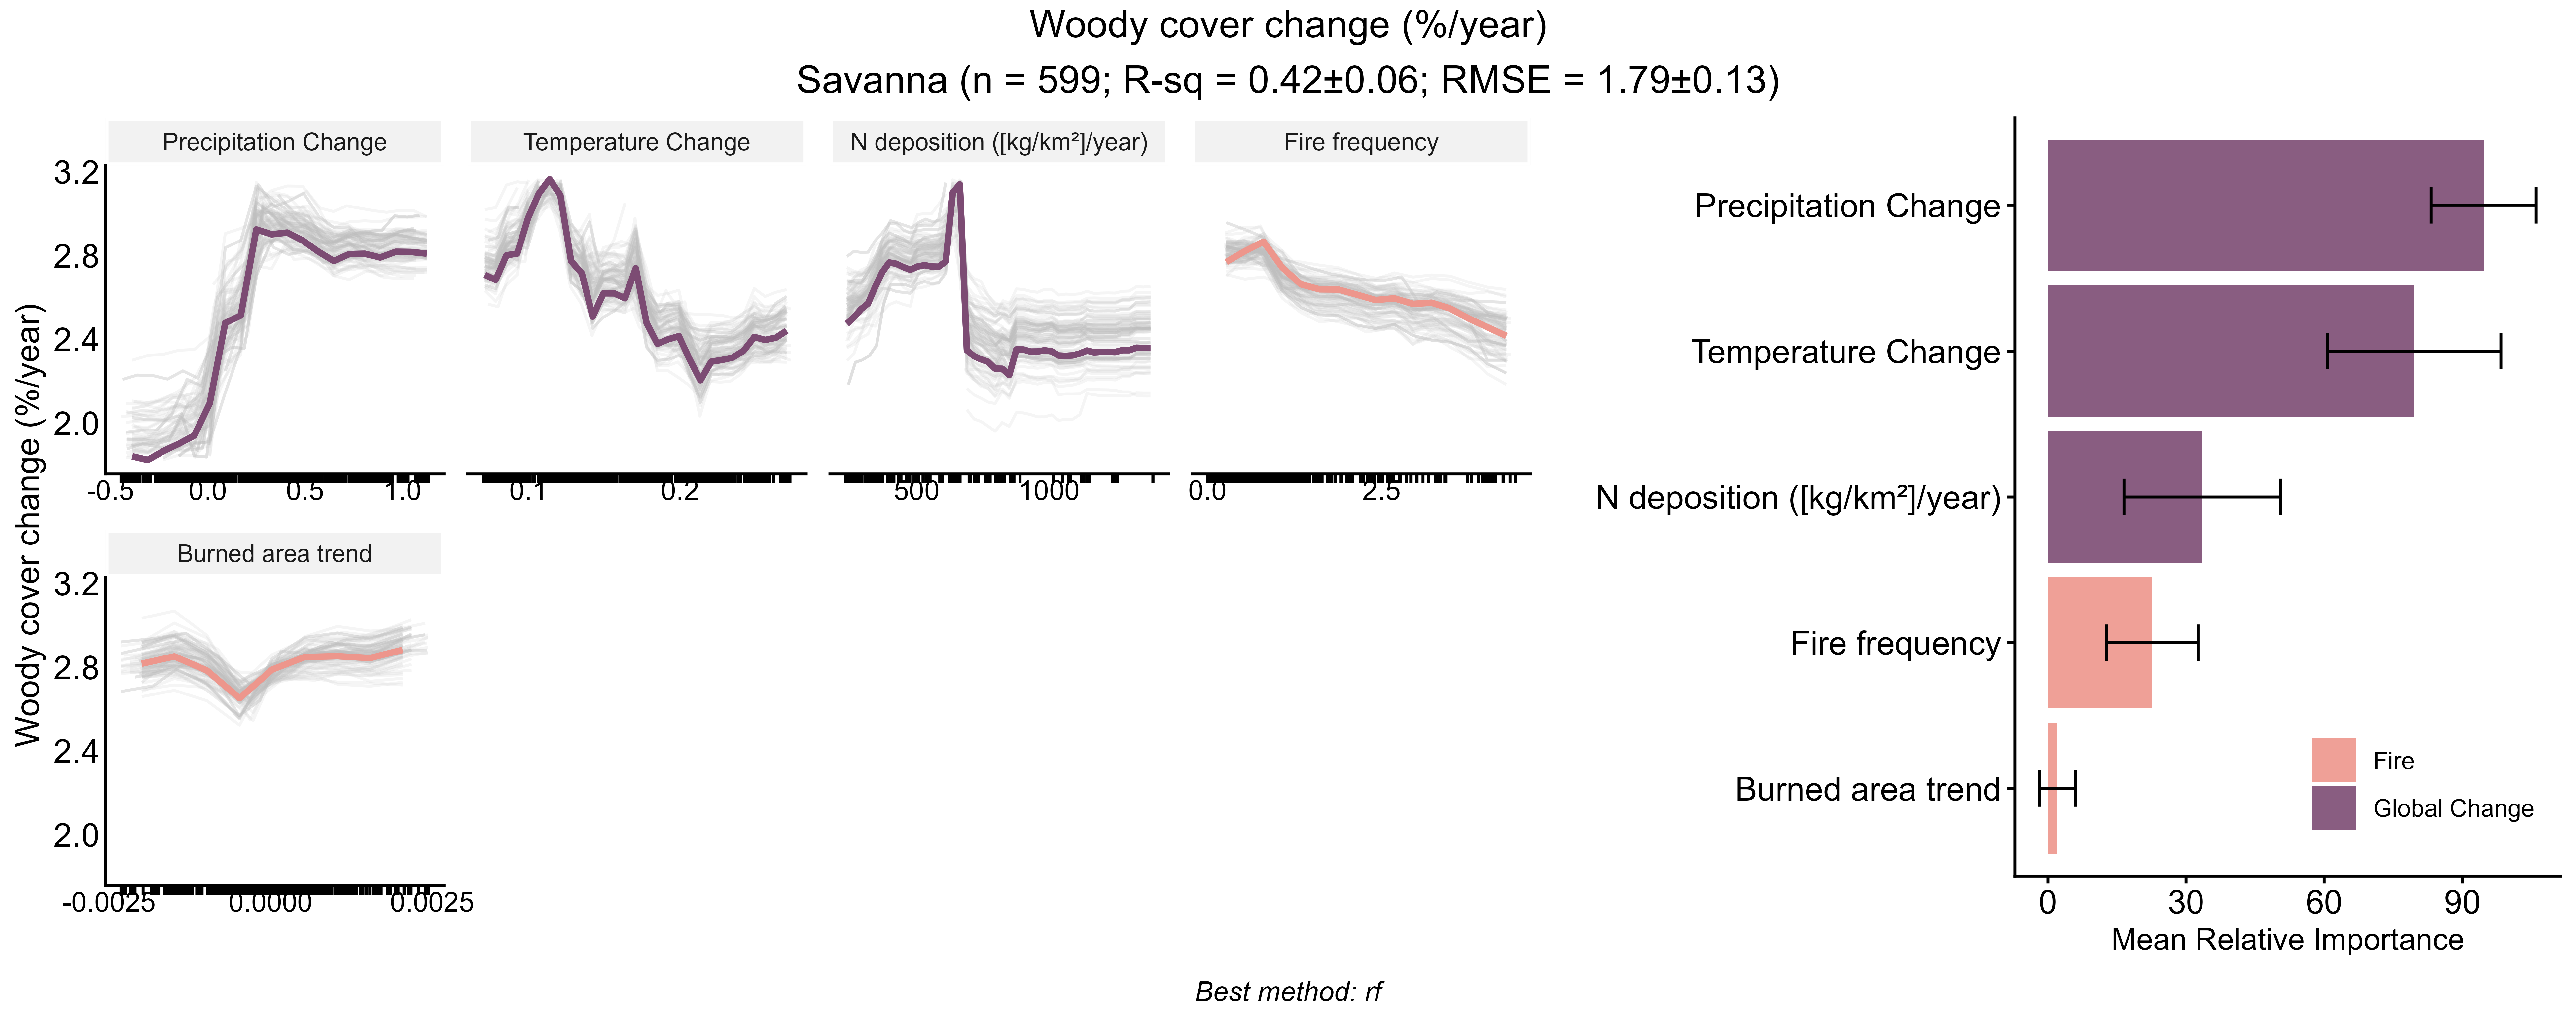 Woody cover change (%/year)
Savanna (n = 599; R-sq = 0.42±0.06; RMSE = 1.79±0.13)
Woody cover change (%/year)
Precipitation Change
Temperature Change
N deposition ([kg/km²]/year)
Fire frequency
3.2
2.8
2.4
2.0
-0.5 0.0 0.5 1.0
0.1 0.2
500 1000
0.0 2.5
Burned area trend
3.2
2.8
2.4
2.0
-0.0025 0.0000 0.0025
Precipitation Change
Temperature Change
N deposition ([kg/km²]/year)
Fire frequency
Burned area trend
Fire
Global Change
0 30 60 90
Mean Relative Importance
Best method: rf